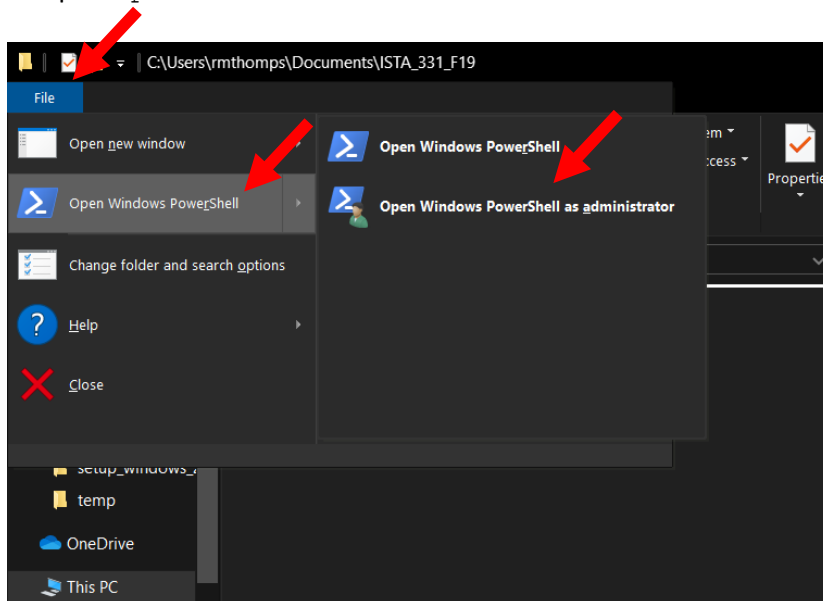 C:\Users\rmthomps\Documents\ISTA_331_F19
File
Open new window
Open Windows PowerShell
Change folder and search options
Help
Close
Open Windows PowerShell
Open Windows PowerShell as administrator
temp
OneDrive
This PC